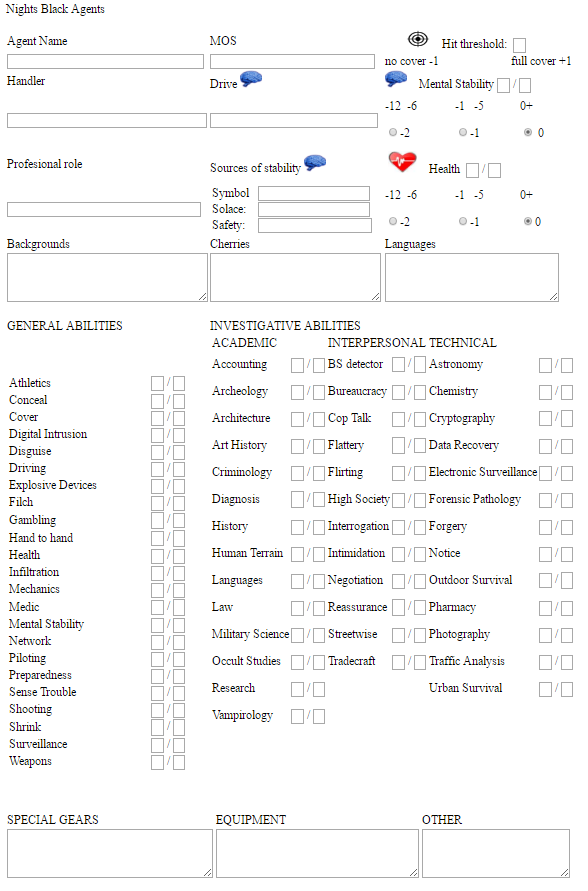 Nights Black Agents
Agent Name MOS Hit threshold:
no cover -1 full cover +1
Handler Drive Mental Stability /
-12 -6 -1 -5 0+
-2 -1 0
Profesional role Sources of stability Health /
Symbol -12 -6 -1 -5 0+
Solace:
Safety: -2 -1 0
Backgrounds Cherries Languages
GENERAL ABILITIES INVESTIGATIVE ABILITIES
ACADEMIC INTERPERSONAL TECHNICAL
Accounting / BS detector / Astronomy /
Archeology / Bureaucracy / Chemistry /
Architecture / Cop Talk / Cryptography /
Art History / Flattery / Data Recovery /
Criminology / Flirting / Electronic Surveillance /
Diagnosis / High Society / Forensic Pathology /
History / Interrogation / Forgery /
Human Terrain / Intimidation / Notice /
Languages / Negotiation / Outdoor Survival /
Law / Reassurance / Pharmacy /
Military Science / Streetwise / Photography /
Occult Studies / Tradecraft / Traffic Analysis /
Research / Urban Survival /
Vampirology /
Athletics /
Conceal /
Cover /
Digital Intrusion /
Disguise /
Driving /
Explosive Devices /
Filch /
Gambling /
Hand to hand /
Health /
Infiltration /
Mechanics /
Medic /
Mental Stability /
Network /
Piloting /
Preparedness /
Sense Trouble /
Shooting /
Shrink /
Surveillance /
Weapons /
SPECIAL GEARS EQUIPMENT OTHER